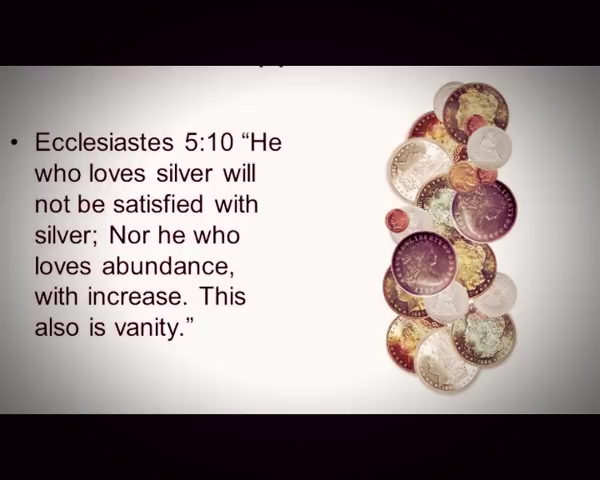 • Ecclesiastes 5:10 “He
who loves silver will
not be satisfied with
silver; Nor he who
loves abundance,
with increase. This
also is vanity.”